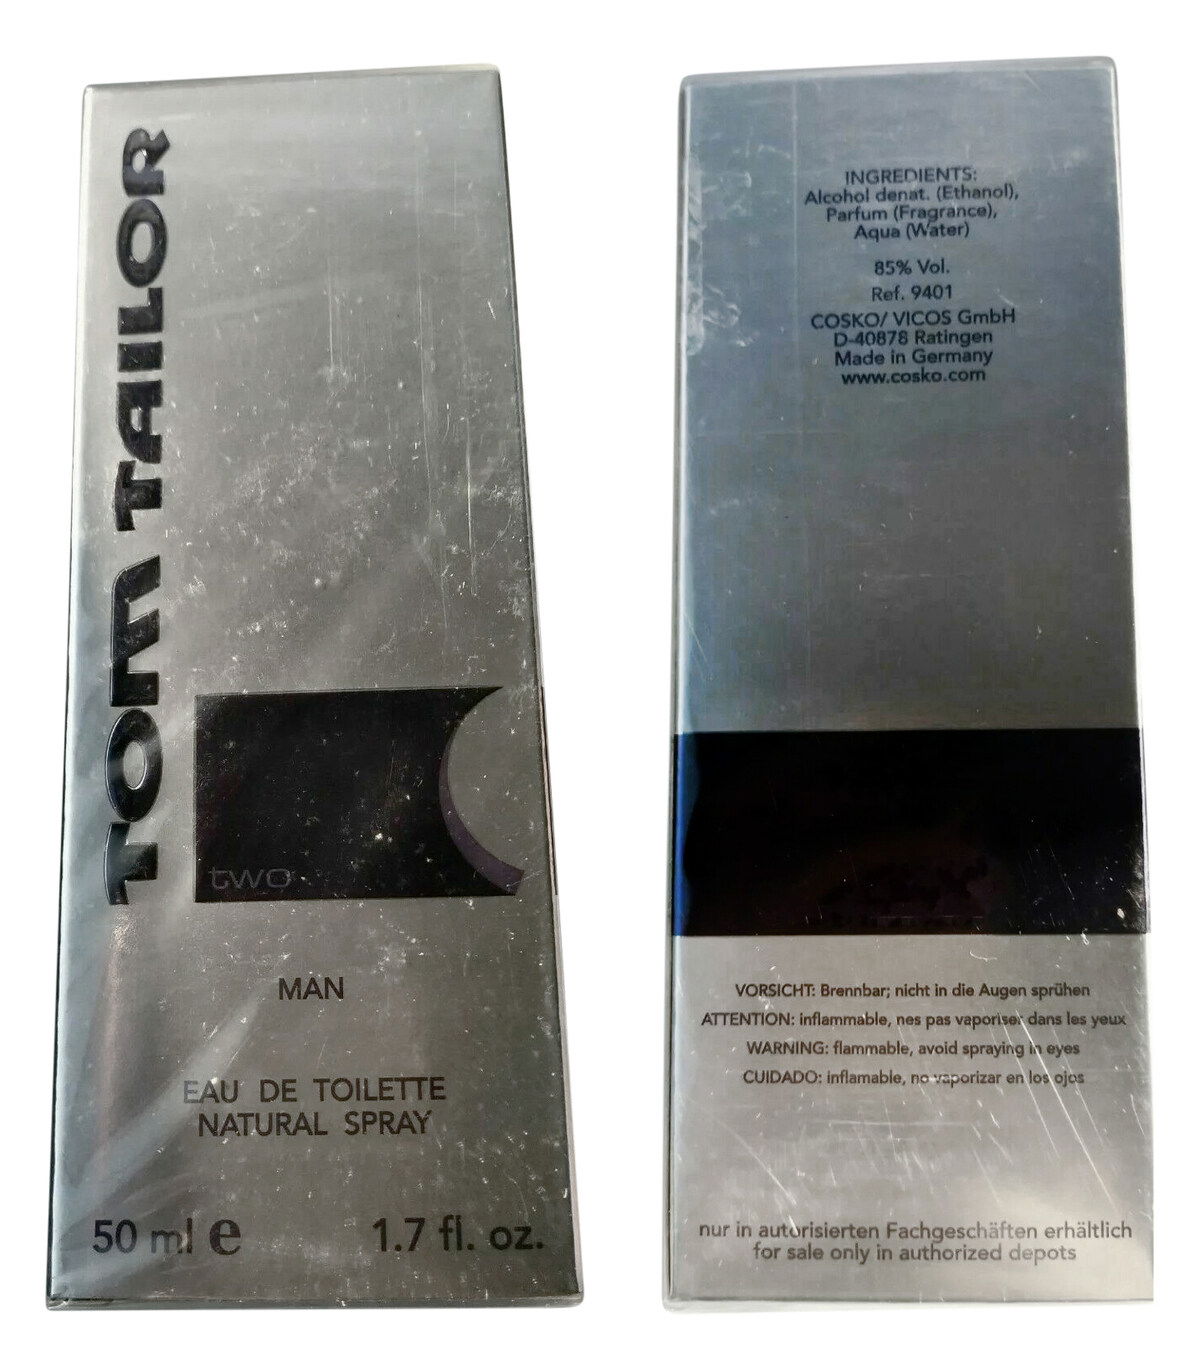 TOM TAILOR
two
MAN
EAU DE TOILETTE
NATURAL SPRAY
50 ml e 1.7 fl. oz.
INGREDIENTS:
Alcohol denat. (Ethanol),
Parfum (Fragrance),
Aqua (Water)
85% Vol.
Ref. 9401
COSKO/ VICOS GmbH
D-40878 Ratingen
Made in Germany
www.cosko.com
VORSICHT: Brennbar; nicht in die Augen sprühen
ATTENTION: inflammable, nes pas vaporiser dans les yeux
WARNING: flammable, avoid spraying in eyes
CUIDADO: inflamable, no vaporizar en los ojos
nur in autorisierten Fachgeschäften erhältlich
for sale only in authorized depots